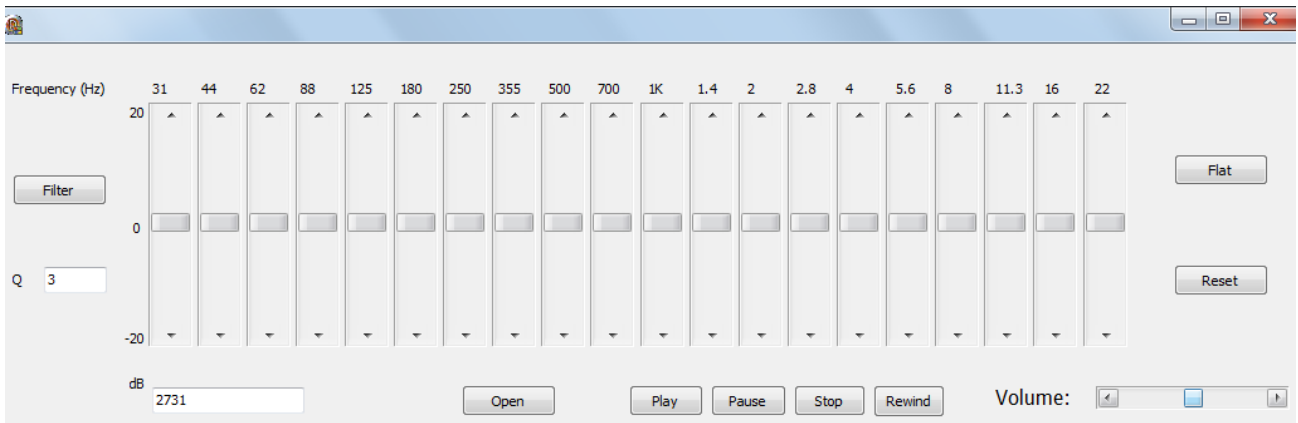 Frequency (Hz) 31 44 62 88 125 180 250 355 500 700 1K 1.4 2 2.8 4 5.6 8 11.3 16 22
20
Flat
Filter
0
Q 3
Reset
-20
dB
2731 Open Play Pause Stop Rewind Volume: